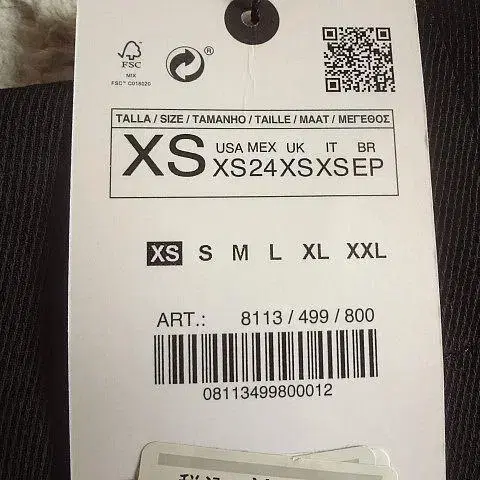 FSC
MIX
FSC™ C018020
®
TALLA / SIZE / TAMANHO / TAILLE / MAAT / ΜΕΓΕΘΟΣ
XS
USA MEX UK IT BR
XS 24 XS XS EP
XS S M L XL XXL
ART.: 8113 / 499 / 800
08113499800012